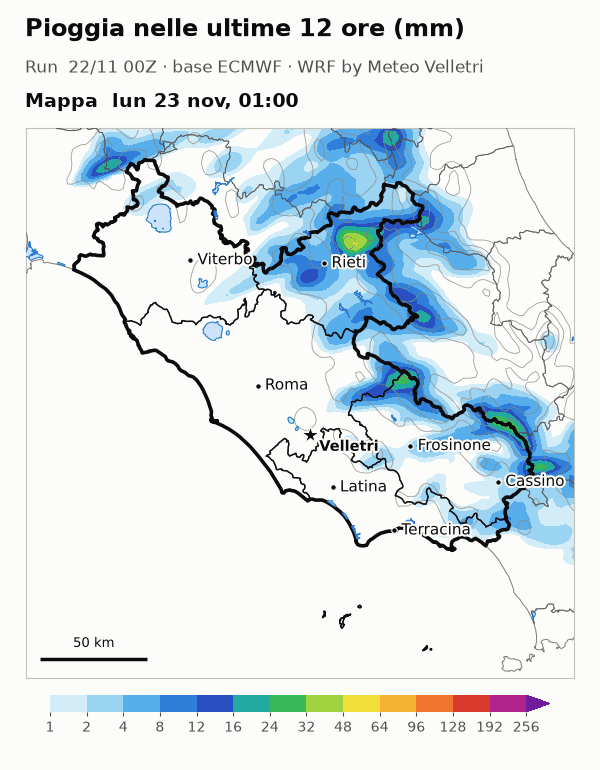 Pioggia nelle ultime 12 ore (mm)
Run  22/11 00Z · base ECMWF · WRF by Meteo Velletri
Mappa  lun 23 nov, 01:00
Viterbo
Rieti
Roma
Velletri
Frosinone
Latina
Cassino
Terracina
50 km
1 2 4 8 12 16 24 32 48 64 96 128 192 256